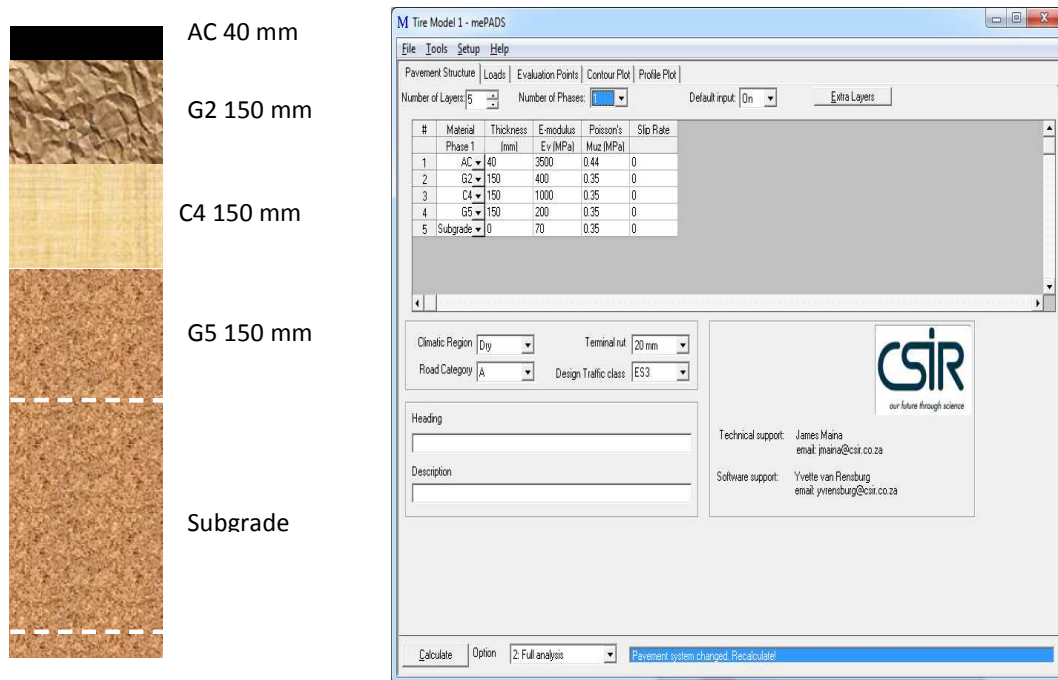 AC 40 mm
G2 150 mm
C4 150 mm
G5 150 mm
Subgrade
M Tire Model 1 - mePADS
File Tools Setup Help
Pavement Structure Loads Evaluation Points Contour Plot Profile Plot
Number of Layers: 5 Number of Phases: 1 Default input: On Extra Layers
# Material Thickness E-modulus Poisson's Slip Rate
Phase 1 (mm) Ev (MPa) Muz (MPa)
1 AC 40 3500 0.44 0
2 G2 150 400 0.35 0
3 C4 150 1000 0.35 0
4 G5 150 200 0.35 0
5 Subgrade 0 70 0.35 0
Climatic Region Dry Terminal rut 20 mm
Road Category A Design Traffic class ES3
Heading
Description
CSIR
our future through science
Technical support: James Maina
email: jmaina@csir.co.za
Software support: Yvette van Rensburg
email: yvrensburg@csir.co.za
Calculate Option 2: Full analysis Pavement system changed. Recalculate!